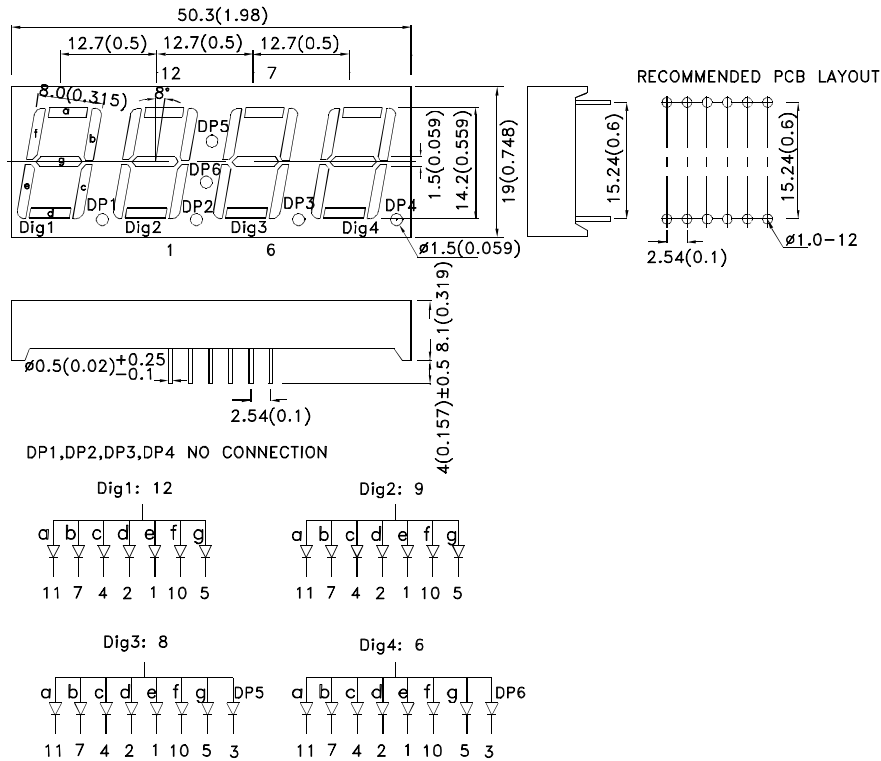 50.3(1.98)
12.7(0.5) 12.7(0.5) 12.7(0.5)
12 7
RECOMMENDED PCB LAYOUT
8.0(0.315) 8°
a
f b
DP5
g
DP6
e c
d
DP1 DP2 DP3 DP4
Dig1 Dig2 Dig3 Dig4
1 6
1.5(0.059)
14.2(0.559)
19(0.748)
ø1.5(0.059)
15.24(0.6)
15.24(0.6)
ø1.0-12
2.54(0.1)
8.1(0.319)
4(0.157)±0.5
ø0.5(0.02)+0.25
-0.1
2.54(0.1)
DP1,DP2,DP3,DP4 NO CONNECTION
Dig1: 12
a b c d e f g
11 7 4 2 1 10 5
Dig2: 9
a b c d e f g
11 7 4 2 1 10 5
Dig3: 8
a b c d e f g DP5
11 7 4 2 1 10 5 3
Dig4: 6
a b c d e f g DP6
11 7 4 2 1 10 5 3